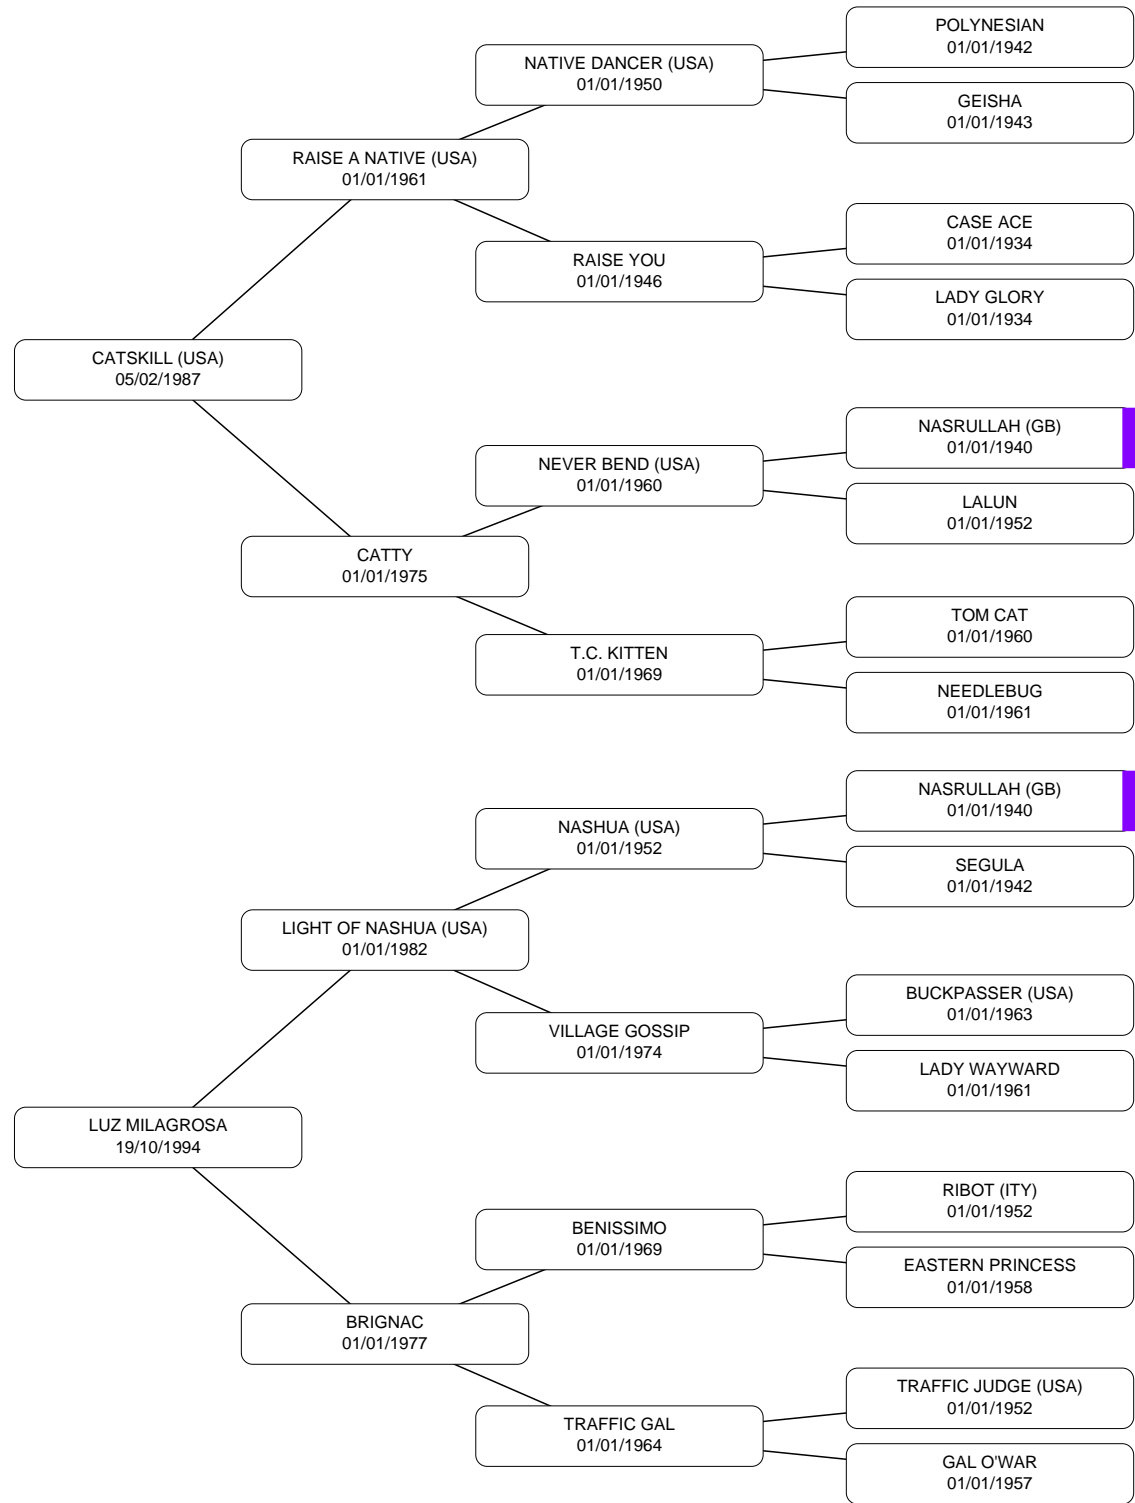 POLYNESIAN
01/01/1942
NATIVE DANCER (USA)
01/01/1950
GEISHA
01/01/1943
RAISE A NATIVE (USA)
01/01/1961
CASE ACE
01/01/1934
RAISE YOU
01/01/1946
LADY GLORY
01/01/1934
CATSKILL (USA)
05/02/1987
NASRULLAH (GB)
01/01/1940
NEVER BEND (USA)
01/01/1960
LALUN
01/01/1952
CATTY
01/01/1975
TOM CAT
01/01/1960
T.C. KITTEN
01/01/1969
NEEDLEBUG
01/01/1961
NASRULLAH (GB)
01/01/1940
NASHUA (USA)
01/01/1952
SEGULA
01/01/1942
LIGHT OF NASHUA (USA)
01/01/1982
BUCKPASSER (USA)
01/01/1963
VILLAGE GOSSIP
01/01/1974
LADY WAYWARD
01/01/1961
LUZ MILAGROSA
19/10/1994
RIBOT (ITY)
01/01/1952
BENISSIMO
01/01/1969
EASTERN PRINCESS
01/01/1958
BRIGNAC
01/01/1977
TRAFFIC JUDGE (USA)
01/01/1952
TRAFFIC GAL
01/01/1964
GAL O'WAR
01/01/1957